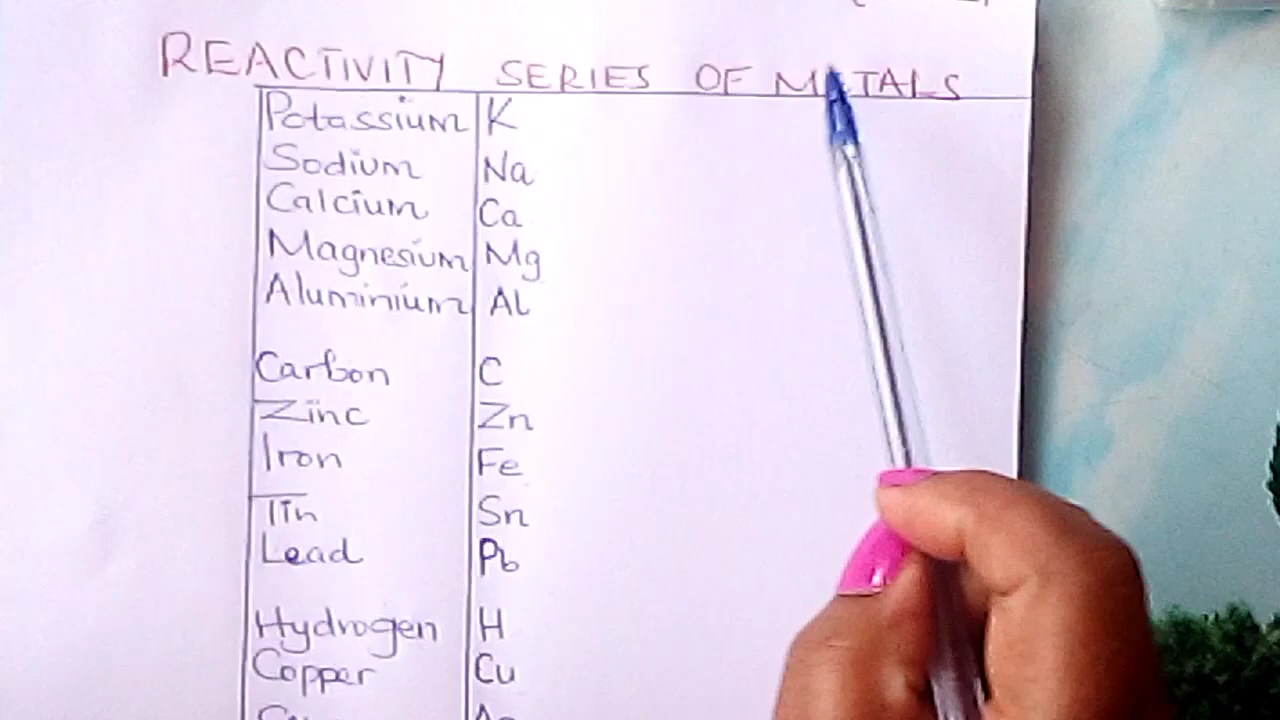 REACTIVITY SERIES OF METALS
Potassium K
Sodium Na
Calcium Ca
Magnesium Mg
Aluminium Al
Carbon C
Zinc Zn
Iron Fe
Tin Sn
Lead Pb
Hydrogen H
Copper Cu